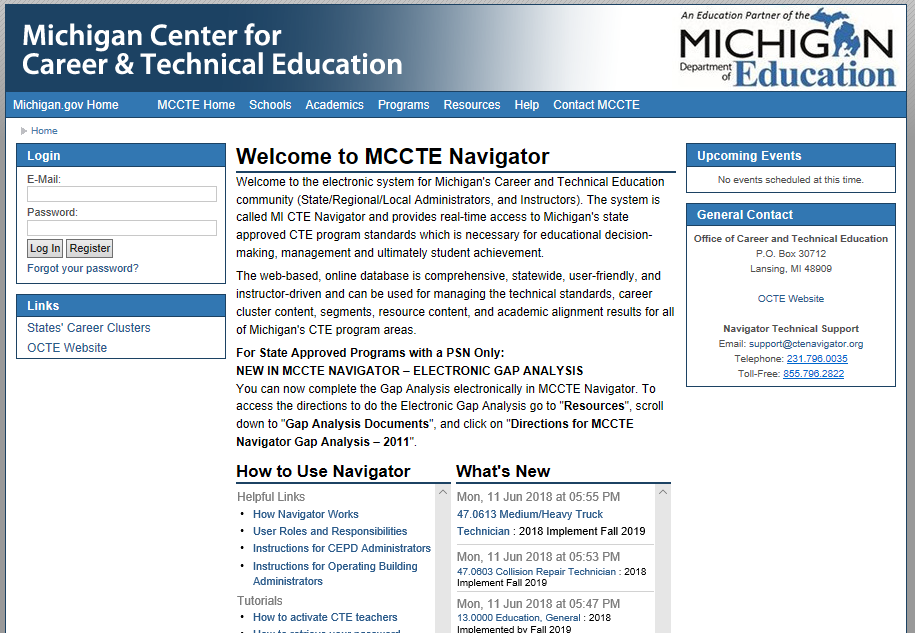 Michigan Center for
Career & Technical Education
An Education Partner of the
MICHIGAN
Department of Education
Michigan.gov Home MCCTE Home Schools Academics Programs Resources Help Contact MCCTE
Home
Login
E-Mail:
Password:
Log In Register
Forgot your password?
Links
States' Career Clusters
OCTE Website
Welcome to MCCTE Navigator
Welcome to the electronic system for Michigan's Career and Technical Education
community (State/Regional/Local Administrators, and Instructors). The system is
called MI CTE Navigator and provides real-time access to Michigan's state
approved CTE program standards which is necessary for educational decision-
making, management and ultimately student achievement.
The web-based, online database is comprehensive, statewide, user-friendly, and
instructor-driven and can be used for managing the technical standards, career
cluster content, segments, resource content, and academic alignment results for all
of Michigan's CTE program areas.
For State Approved Programs with a PSN Only:
NEW IN MCCTE NAVIGATOR – ELECTRONIC GAP ANALYSIS
You can now complete the Gap Analysis electronically in MCCTE Navigator. To
access the directions to do the Electronic Gap Analysis go to "Resources", scroll
down to "Gap Analysis Documents", and click on "Directions for MCCTE
Navigator Gap Analysis – 2011".
How to Use Navigator
Helpful Links
• How Navigator Works
• User Roles and Responsibilities
• Instructions for CEPD Administrators
• Instructions for Operating Building
Administrators
Tutorials
• How to activate CTE teachers
• How to retrieve your password
What's New
Mon, 11 Jun 2018 at 05:55 PM
47.0613 Medium/Heavy Truck
Technician : 2018 Implement Fall 2019
Mon, 11 Jun 2018 at 05:53 PM
47.0603 Collision Repair Technician : 2018
Implement Fall 2019
Mon, 11 Jun 2018 at 05:47 PM
13.0000 Education, General : 2018
Implemented by Fall 2019
Upcoming Events
No events scheduled at this time.
General Contact
Office of Career and Technical Education
P.O. Box 30712
Lansing, MI 48909
OCTE Website
Navigator Technical Support
Email: support@ctenavigator.org
Telephone: 231.796.0035
Toll-Free: 855.796.2822